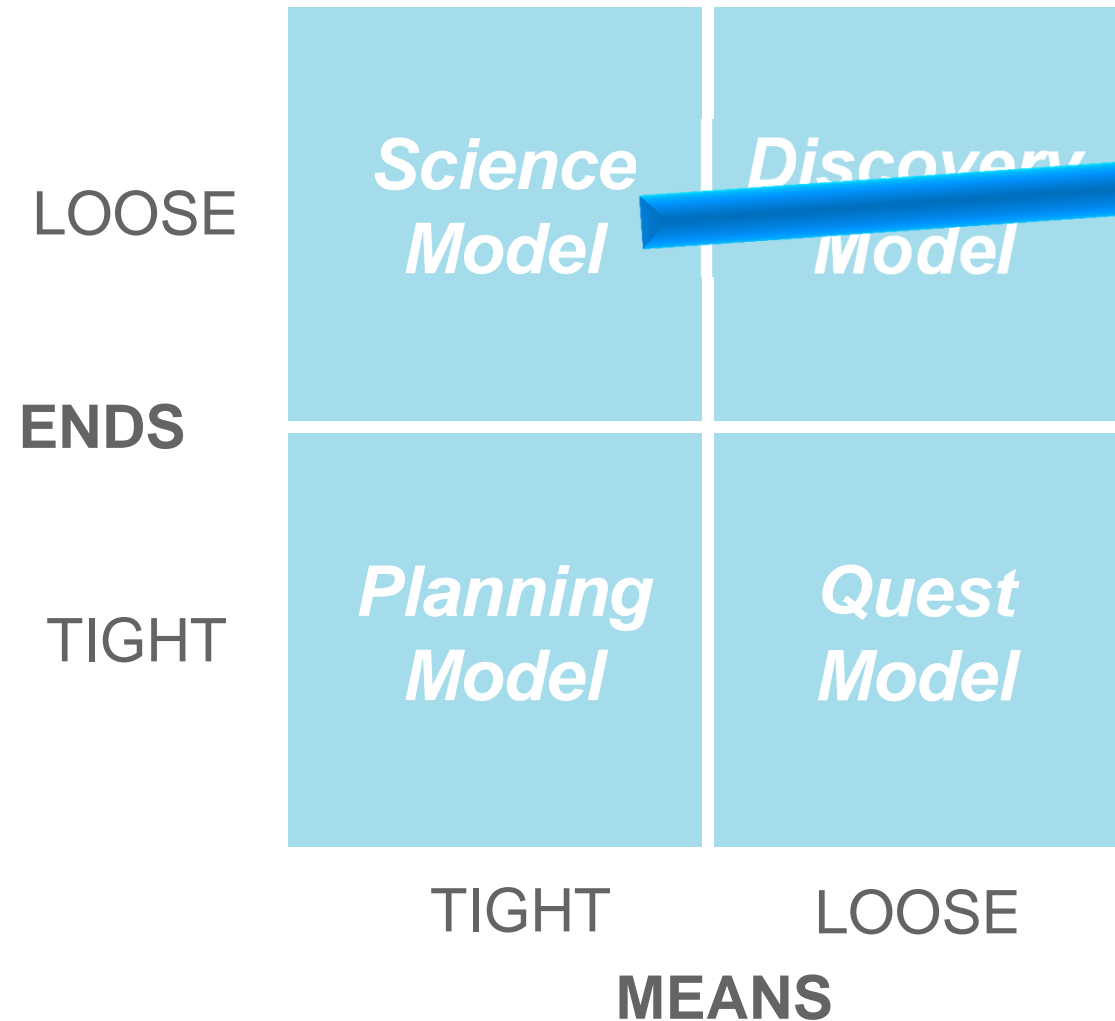 Science
Model
Discovery
Model
LOOSE
ENDS
Planning
Model
Quest
Model
TIGHT
TIGHT
LOOSE
MEANS